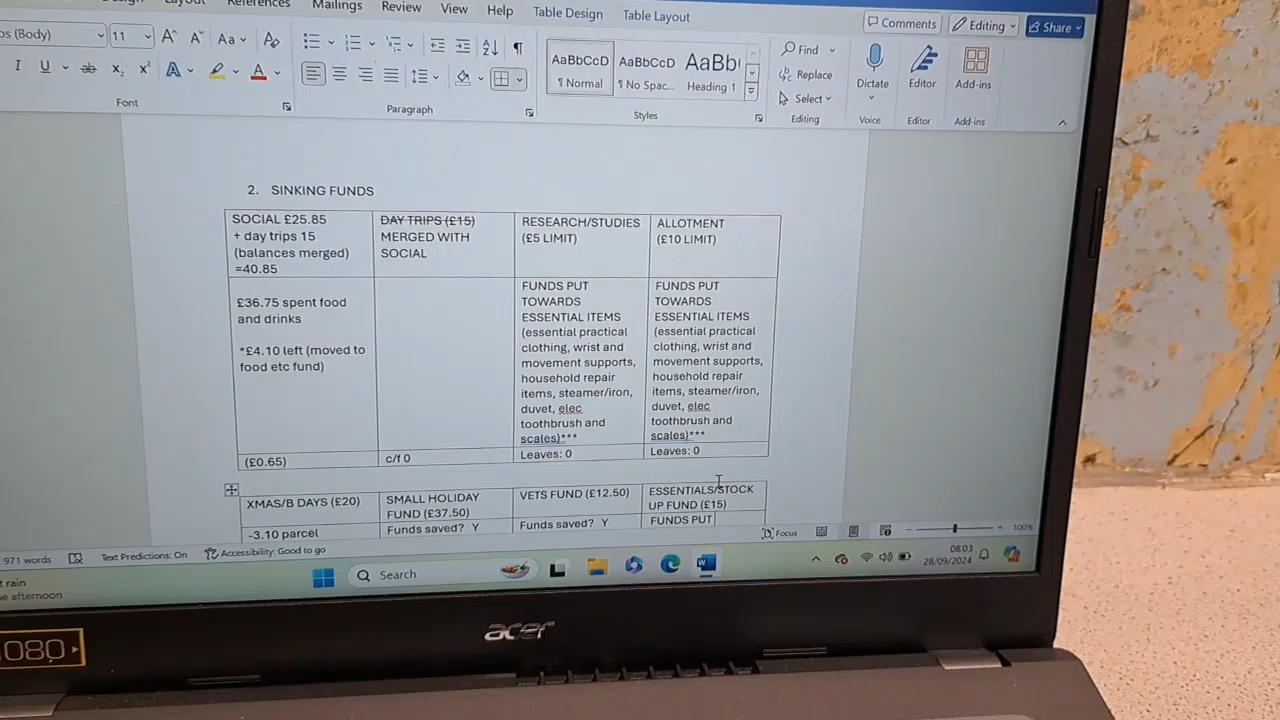 References
Mailings
Review
View
Help
Table Design
Table Layout
Comments
Editing
Share
(Body)
11
Aa
Find
Replace
Select
AaBbCcD
AaBbCcD
AaBb
Normal
No Spac...
Heading 1
Dictate
Editor
Add-ins
Font
Paragraph
Styles
Editing
Voice
Editor
Add-ins
2. SINKING FUNDS
SOCIAL £25.85
+ day trips 15
(balances merged)
=40.85
DAY TRIPS (£15)
MERGED WITH
SOCIAL
RESEARCH/STUDIES
(£5 LIMIT)
ALLOTMENT
(£10 LIMIT)
£36.75 spent food
and drinks
*£4.10 left (moved to
food etc fund)
FUNDS PUT
TOWARDS
ESSENTIAL ITEMS
(essential practical
clothing, wrist and
movement supports,
household repair
items, steamer/iron,
duvet, elec
toothbrush and
scales)***
FUNDS PUT
TOWARDS
ESSENTIAL ITEMS
(essential practical
clothing, wrist and
movement supports,
household repair
items, steamer/iron,
duvet, elec
toothbrush and
scales)***
(£0.65)
c/f 0
Leaves: 0
Leaves: 0
XMAS/B DAYS (£20)
SMALL HOLIDAY
FUND (£37.50)
VETS FUND (£12.50)
ESSENTIALS/STOCK
UP FUND (£15)
-3.10 parcel
Funds saved? Y
Funds saved? Y
FUNDS PUT
971 words
Text Predictions: On
Accessibility: Good to go
Focus
100%
rain
afternoon
Search
08:03
28/09/2024
acer
1080